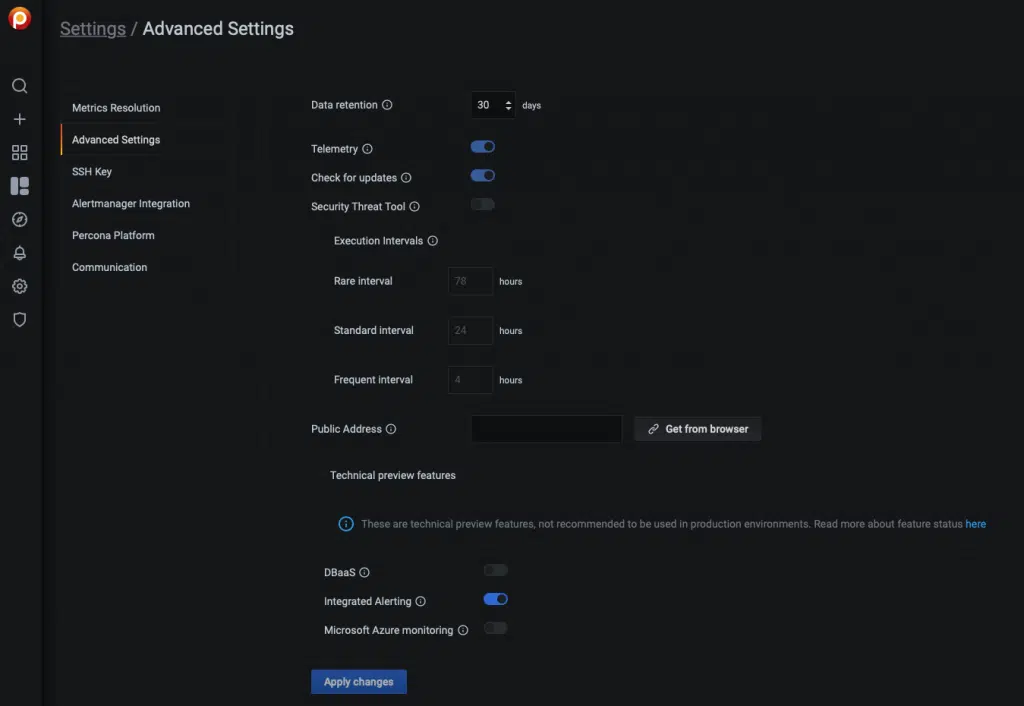 Settings / Advanced Settings
Metrics Resolution
Advanced Settings
SSH Key
Alertmanager Integration
Percona Platform
Communication
Data retention 30 days
Telemetry
Check for updates
Security Threat Tool
Execution Intervals
Rare interval 78 hours
Standard interval 24 hours
Frequent interval 4 hours
Public Address Get from browser
Technical preview features
These are technical preview features, not recommended to be used in production environments. Read more about feature status here
DBaaS
Integrated Alerting
Microsoft Azure monitoring
Apply changes